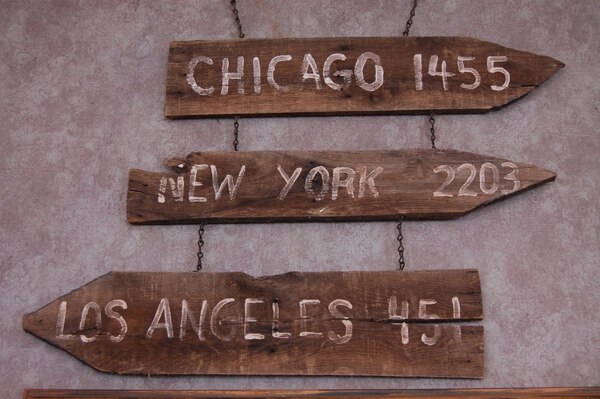 CHICAGO 1455
NEW YORK 2203
LOS ANGELES 451